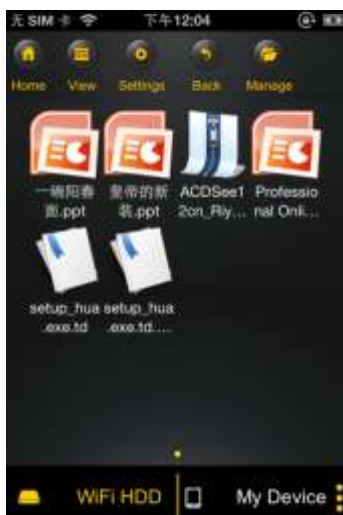 无 SIM 卡 下午12:04
Home View Settings Back Manage
一碗阳春 皇帝的新 ACDSee1 Professio
面.ppt 装.ppt 2on_Riy... nal Onli...
setup_hua setup_hua
.exe.td .exe.td....
WiFi HDD My Device